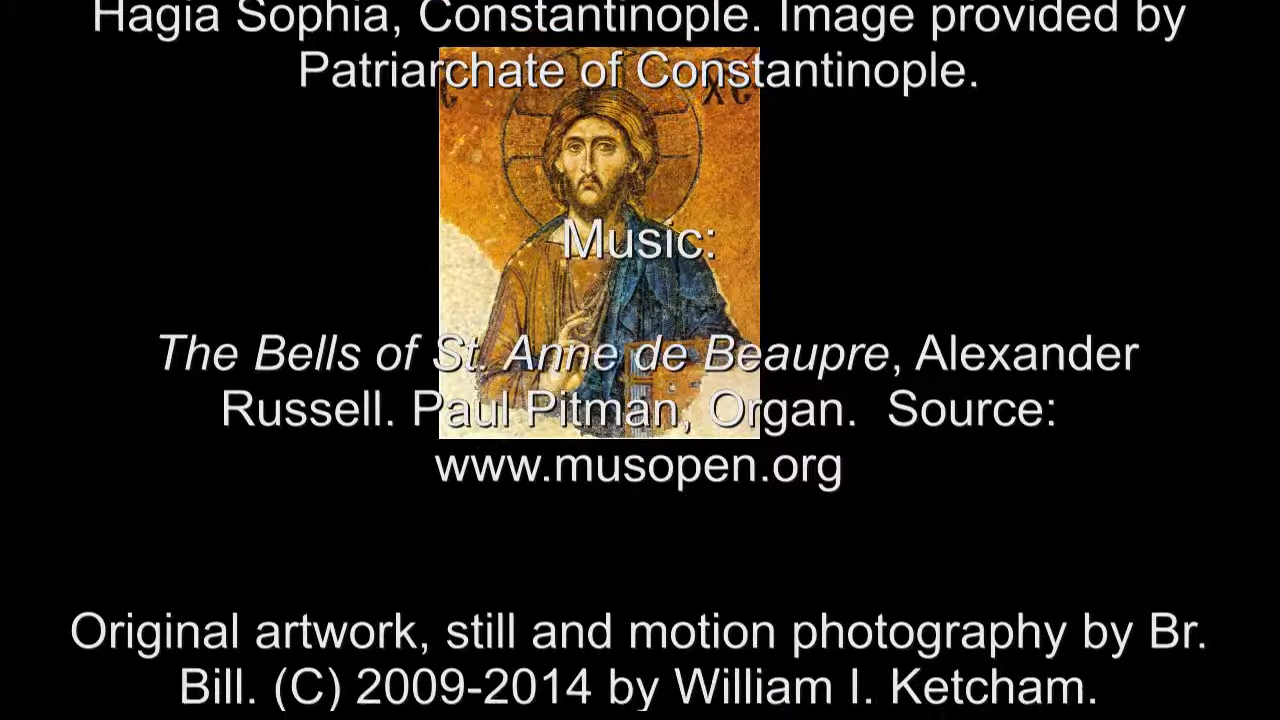 Hagia Sophia, Constantinople. Image provided by
Patriarchate of Constantinople.
XC
Music:
The Bells of St. Anne de Beaupre, Alexander
Russell. Paul Pitman, Organ.  Source:
www.musopen.org
Original artwork, still and motion photography by Br.
Bill. (C) 2009-2014 by William I. Ketcham.